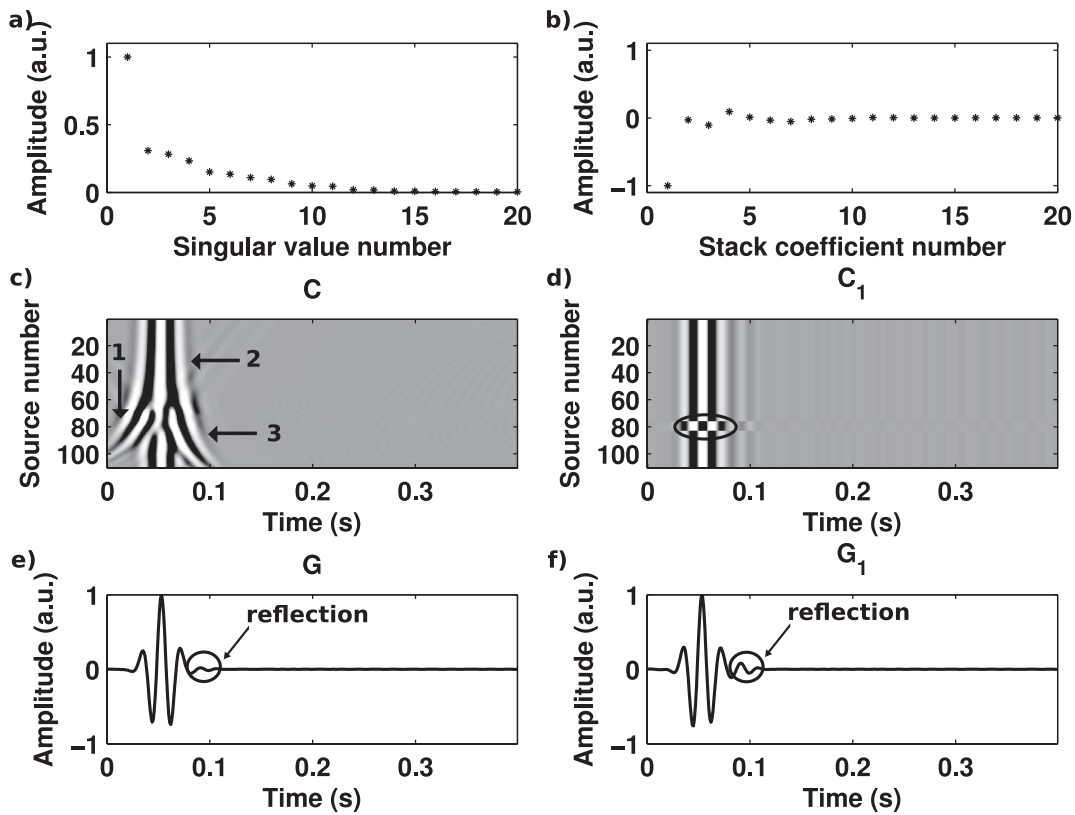 a)
Amplitude (a.u.)
1
0.5
0
0 5 10 15 20
Singular value number
b)
Amplitude (a.u.)
1
0
−1
0 5 10 15 20
Stack coefficient number
c)
C
Source number
20
40
60
80
100
1
2
3
0 0.1 0.2 0.3
Time (s)
d)
C1
Source number
20
40
60
80
100
0 0.1 0.2 0.3
Time (s)
e)
G
Amplitude (a.u.)
1
0
−1
reflection
0 0.1 0.2 0.3
Time (s)
f)
G1
Amplitude (a.u.)
1
0
−1
reflection
0 0.1 0.2 0.3
Time (s)